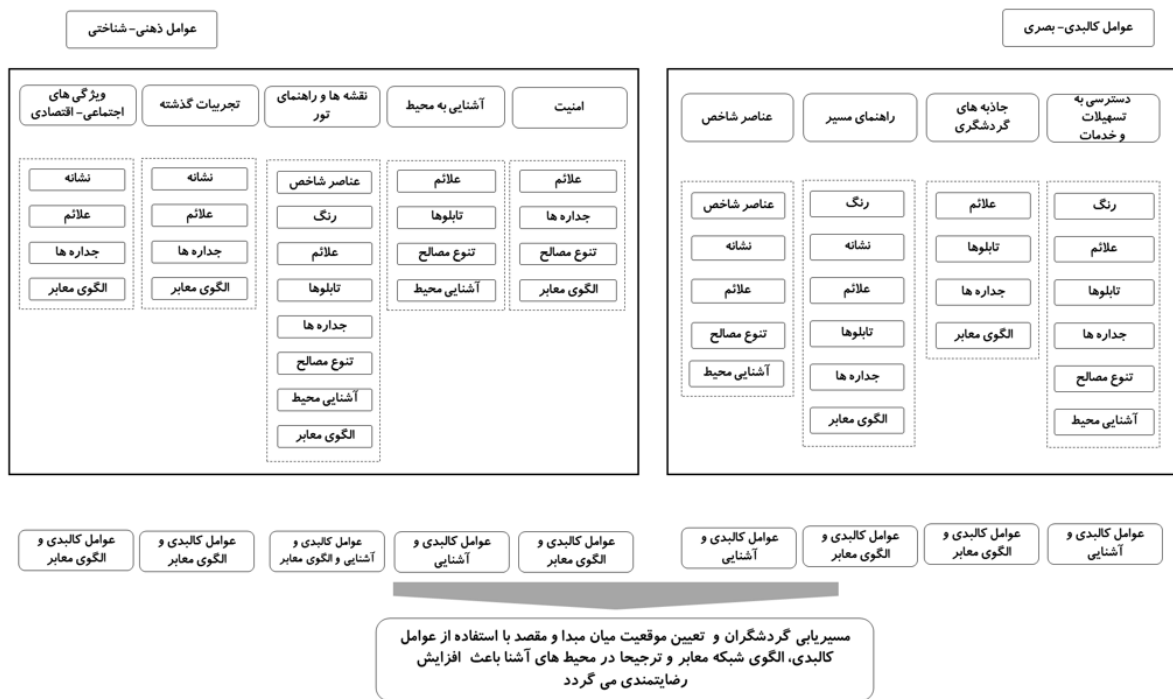 عوامل کالبدی- بصری
عوامل ذهنی- شناختی
دسترسی به
تسهیلات
و خدمات
جاذبه های
گردشگری
راهنمای مسیر
عناصر شاخص
رنگ
علائم
تابلوها
جداره ها
تنوع مصالح
آشنایی محیط
علائم
تابلوها
جداره ها
الگوی معابر
رنگ
نشانه
علائم
تابلوها
جداره ها
الگوی معابر
عناصر شاخص
نشانه
علائم
تنوع مصالح
آشنایی محیط
امنیت
آشنایی به محیط
نقشه ها و راهنمای
تور
تجربیات گذشته
ویژگی های
اجتماعی- اقتصادی
علائم
جداره ها
تنوع مصالح
الگوی معابر
علائم
تابلوها
تنوع مصالح
آشنایی محیط
عناصر شاخص
رنگ
علائم
تابلوها
جداره ها
تنوع مصالح
آشنایی محیط
الگوی معابر
نشانه
علائم
جداره ها
الگوی معابر
نشانه
علائم
جداره ها
الگوی معابر
عوامل کالبدی و
آشنایی
عوامل کالبدی و
الگوی معابر
عوامل کالبدی و
الگوی معابر
عوامل کالبدی و
آشنایی
عوامل کالبدی و
الگوی معابر
عوامل کالبدی و
آشنایی
عوامل کالبدی و
آشنایی و الگوی معابر
عوامل کالبدی و
الگوی معابر
عوامل کالبدی و
الگوی معابر
مسیریابی گردشگران و تعیین موقعیت میان مبدا و مقصد با استفاده از عوامل
کالبدی، الگوی شبکه معابر و ترجیحا در محیط های آشنا باعث افزایش
رضایتمندی می گردد